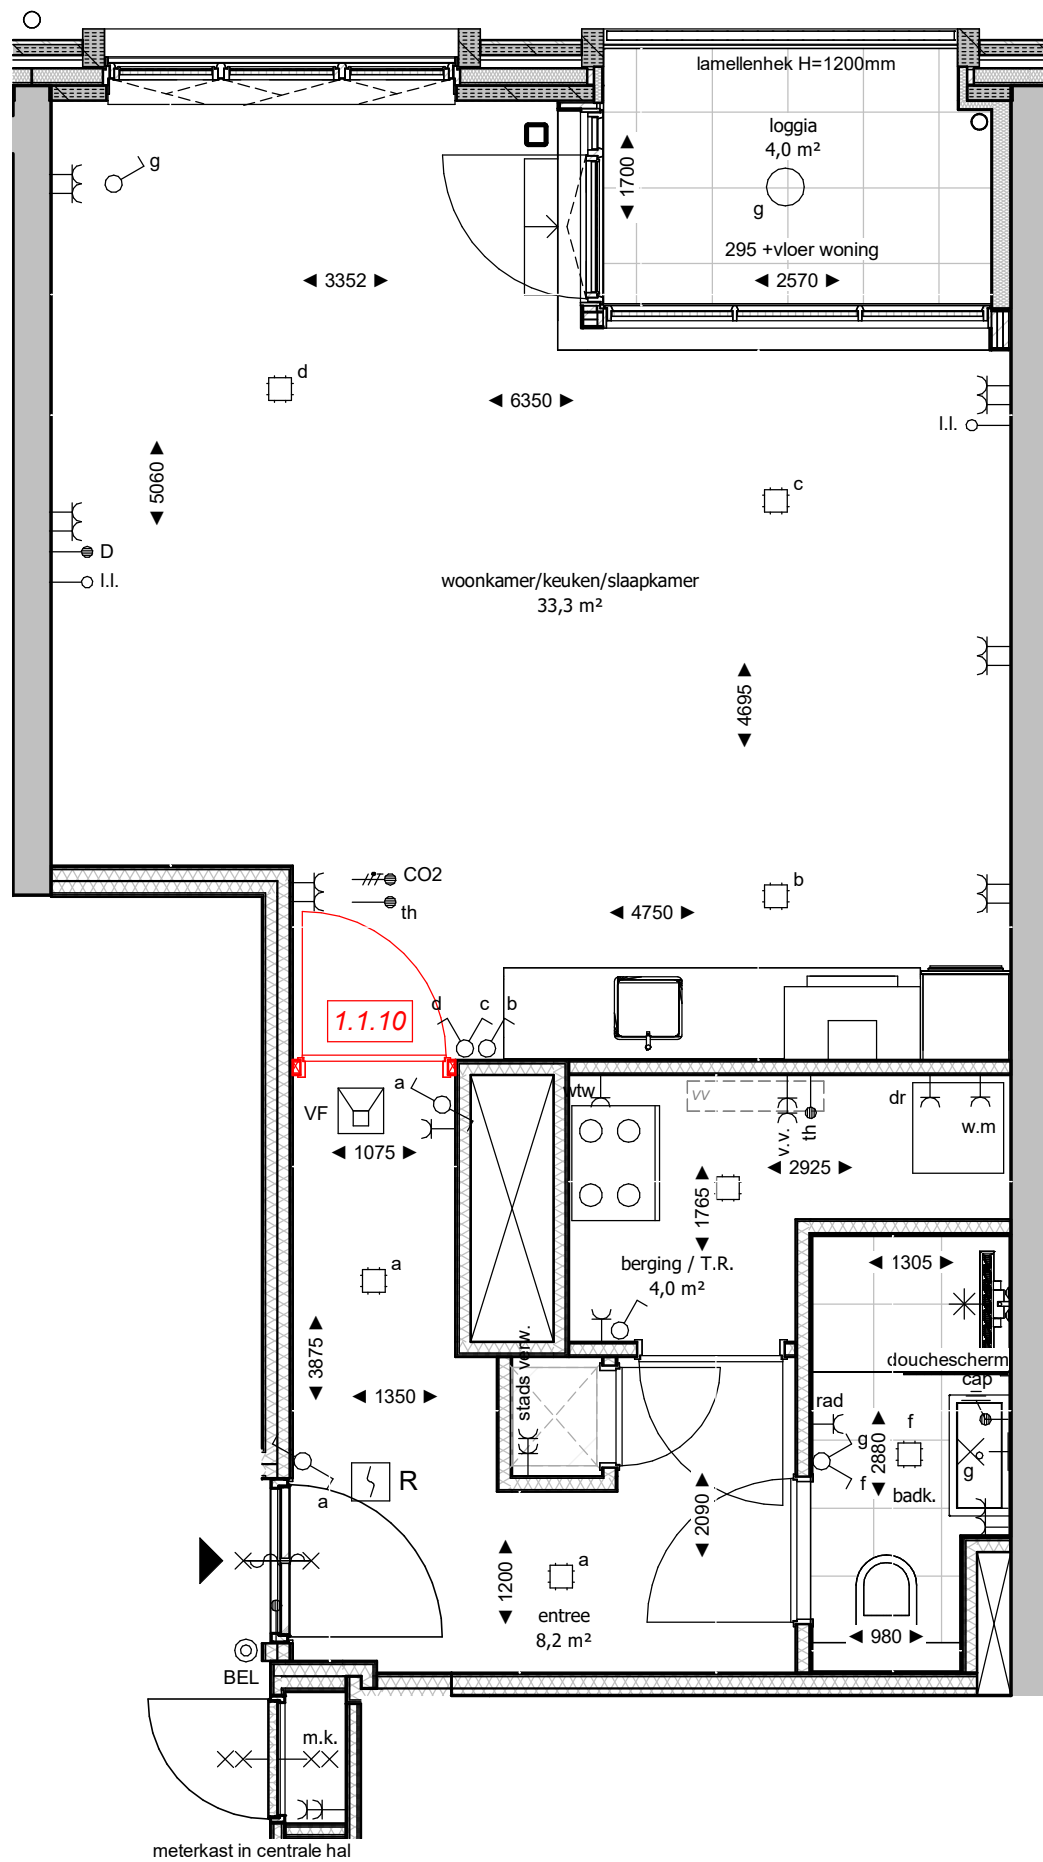 lamellenhek H=1200mm
loggia
4,0 m²
g
1700
g
295 +vloer woning
3352
2570
d
6350
l.l.
5060
c
D
l.l.
woonkamer/keuken/slaapkamer
33,3 m²
4695
CO2
b
th
4750
d
c
b
1.1.10
a
wtw
vv
dr
VF
w.m
v.v.
th
1075
2925
1765
berging / T.R.
4,0 m²
1305
a
3875
stads verw.
douchescherm
cap
1350
rad
g
f
2880
f
g
R
badk.
a
2090
1200
a
entree
8,2 m²
980
BEL
m.k.
meterkast in centrale hal